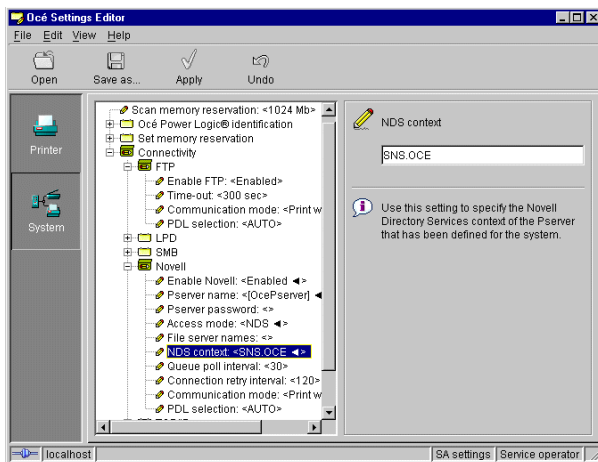 Océ Settings Editor
File Edit View Help
Open Save as... Apply Undo
Printer
System
Scan memory reservation: <1024 Mb>
Océ Power Logic® identification
Set memory reservation
Connectivity
FTP
Enable FTP: <Enabled>
Time-out: <300 sec>
Communication mode: <Print w
PDL selection: <AUTO>
LPD
SMB
Novell
Enable Novell: <Enabled ◄>
Pserver name: <[OcePserver] ◄
Pserver password: <>
Access mode: <NDS ◄>
File server names: <>
NDS context: <SNS.OCE ◄>
Queue poll interval: <30>
Connection retry interval: <120>
Communication mode: <Print w
PDL selection: <AUTO>
NDS context
SNS.OCE
Use this setting to specify the Novell
Directory Services context of the Pserver
that has been defined for the system.
localhost SA settings Service operator